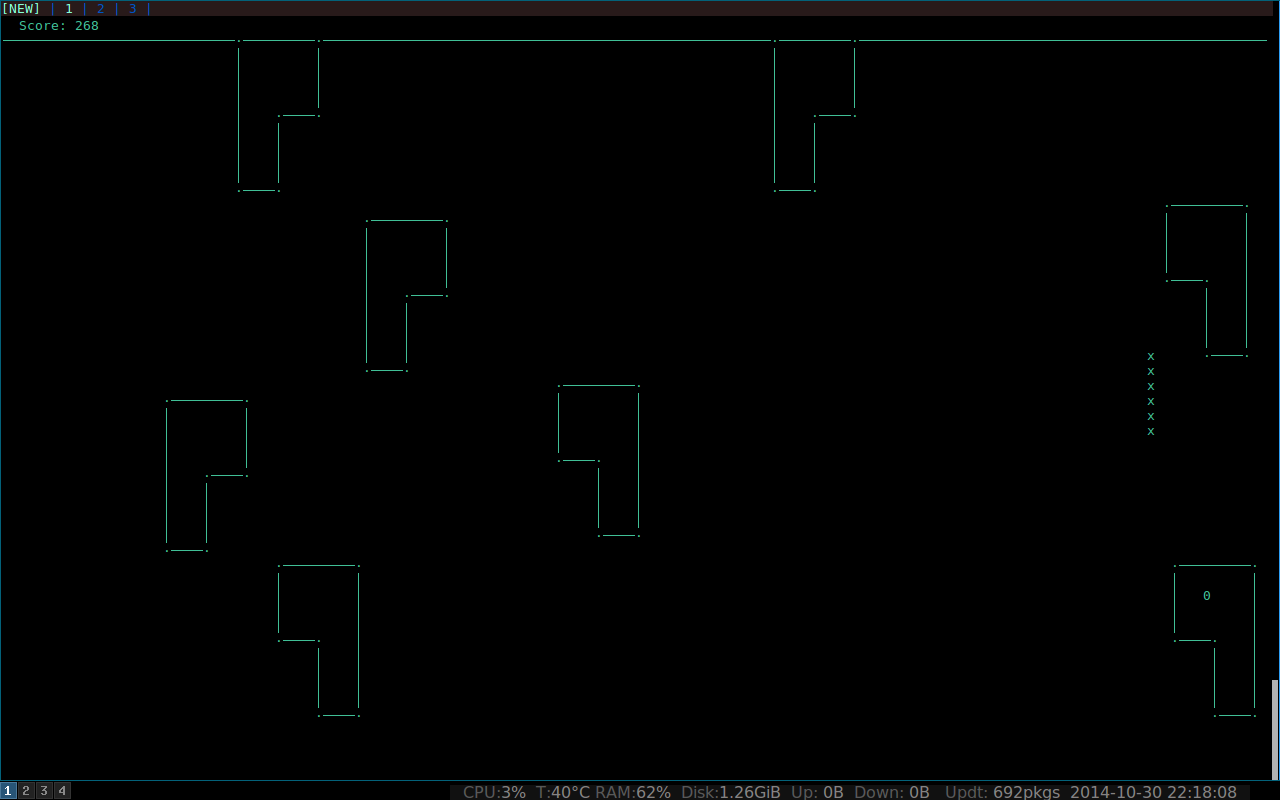 [NEW] | 1 | 2 | 3 |
Score: 268
x
x
x
x
x
x
0
1 2 3 4 CPU:3% T:40°C RAM:62% Disk:1.26GiB Up: 0B Down: 0B Updt: 692pkgs 2014-10-30 22:18:08